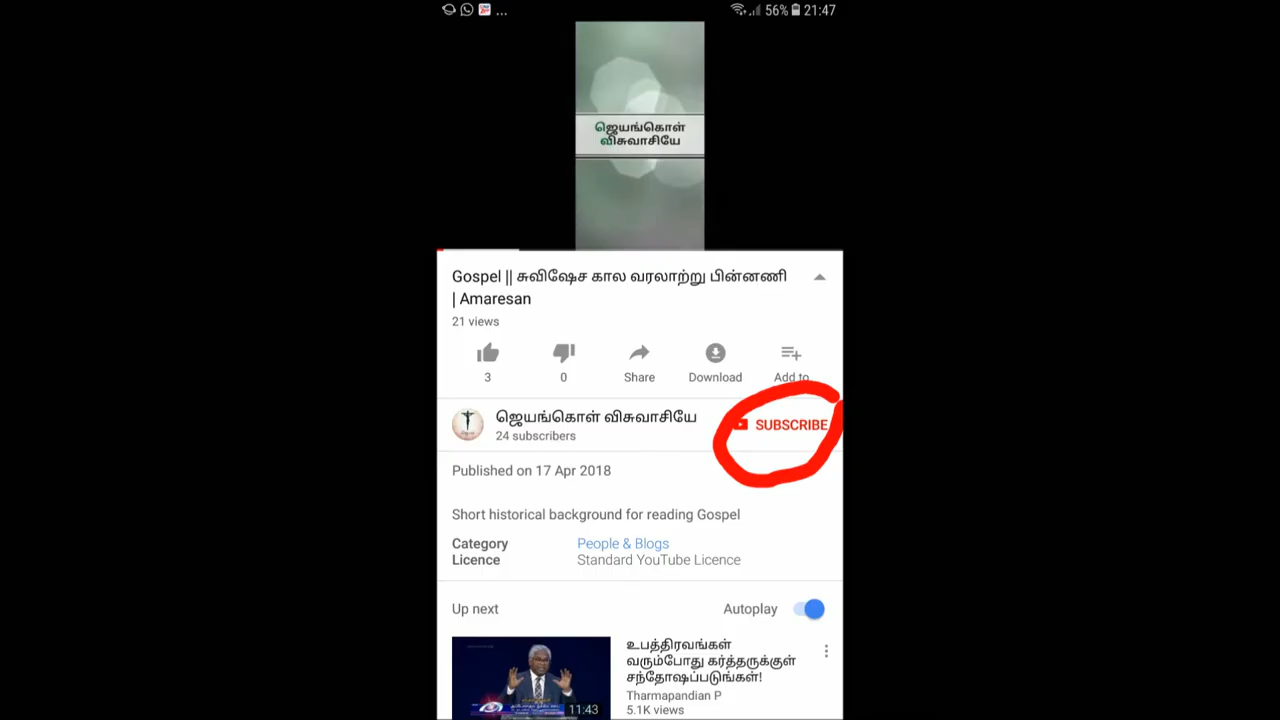 ... 56% 21:47
ஜெயங்கொள்
விசுவாசியே
Gospel || சுவிஷேச கால வரலாற்று பின்னணி
| Amaresan
21 views
3 0 Share Download Add to
ஜெயங்கொள் விசுவாசியே SUBSCRIBE
24 subscribers
Published on 17 Apr 2018
Short historical background for reading Gospel
Category People & Blogs
Licence Standard YouTube Licence
Up next Autoplay
உபத்திரவங்கள்
வரும்போது கர்த்தருக்குள்
சந்தோஷப்படுங்கள்!
Tharmapandian P
5.1K views
11:43